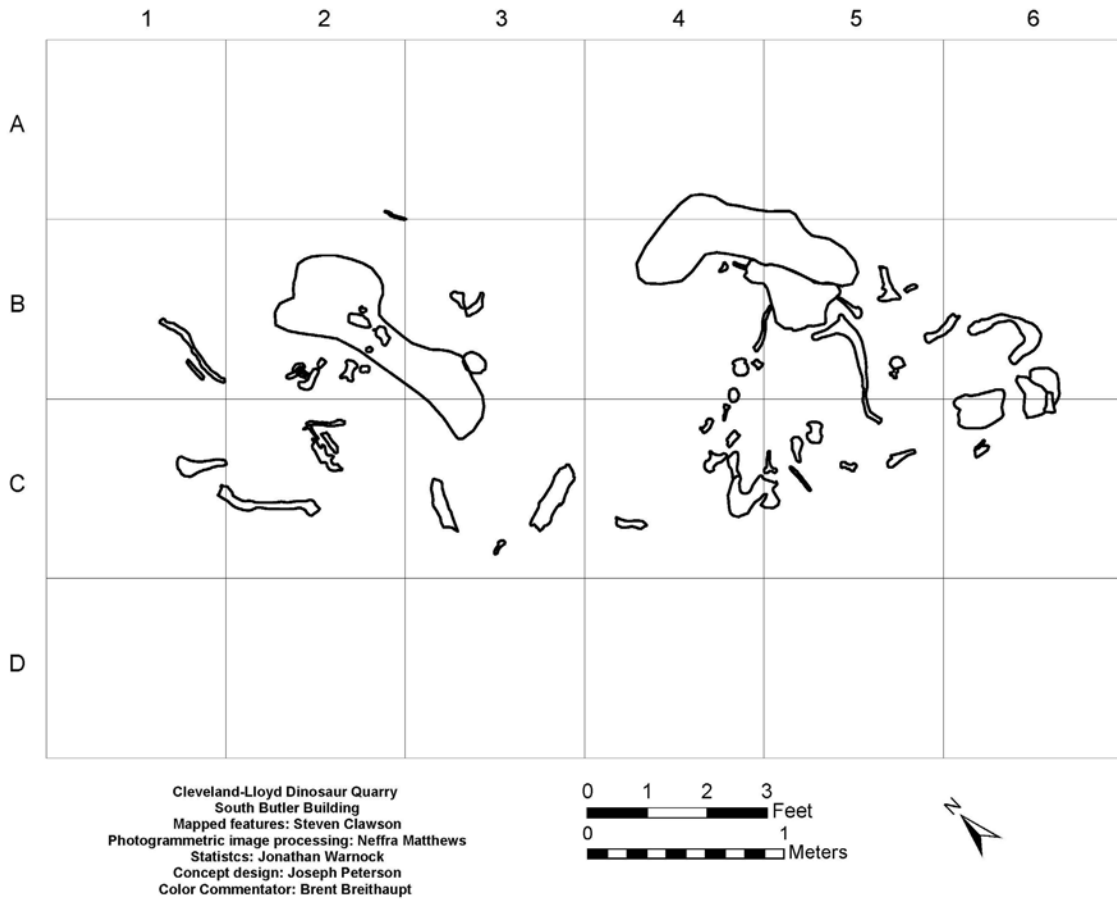 1 2 3 4 5 6
A
B
C
D
Cleveland-Lloyd Dinosaur Quarry
South Butler Building
Mapped features: Steven Clawson
Photogrammetric image processing: Neffra Matthews
Statistcs: Jonathan Warnock
Concept design: Joseph Peterson
Color Commentator: Brent Breithaupt
0 1 2 3
Feet
0 1
Meters
N